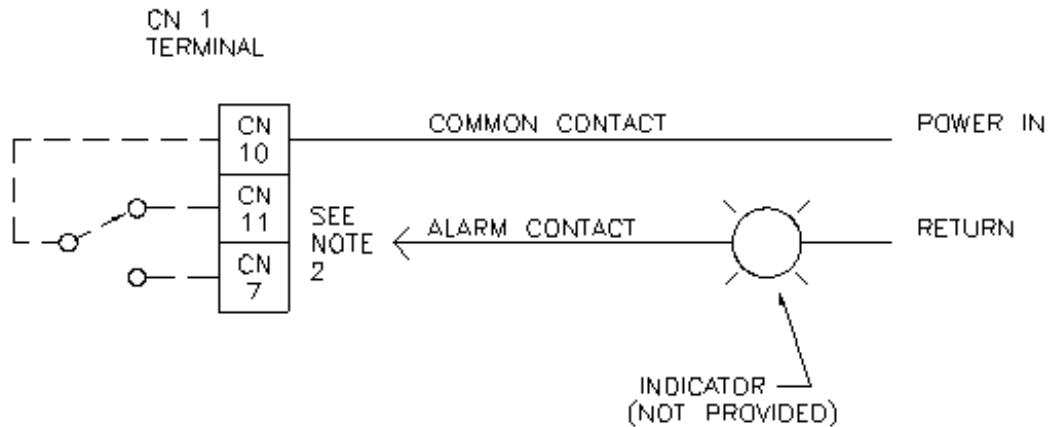 CN 1
TERMINAL
CN
10
COMMON CONTACT
POWER IN
CN
11
SEE
NOTE
2
ALARM CONTACT
RETURN
CN
7
INDICATOR
(NOT PROVIDED)